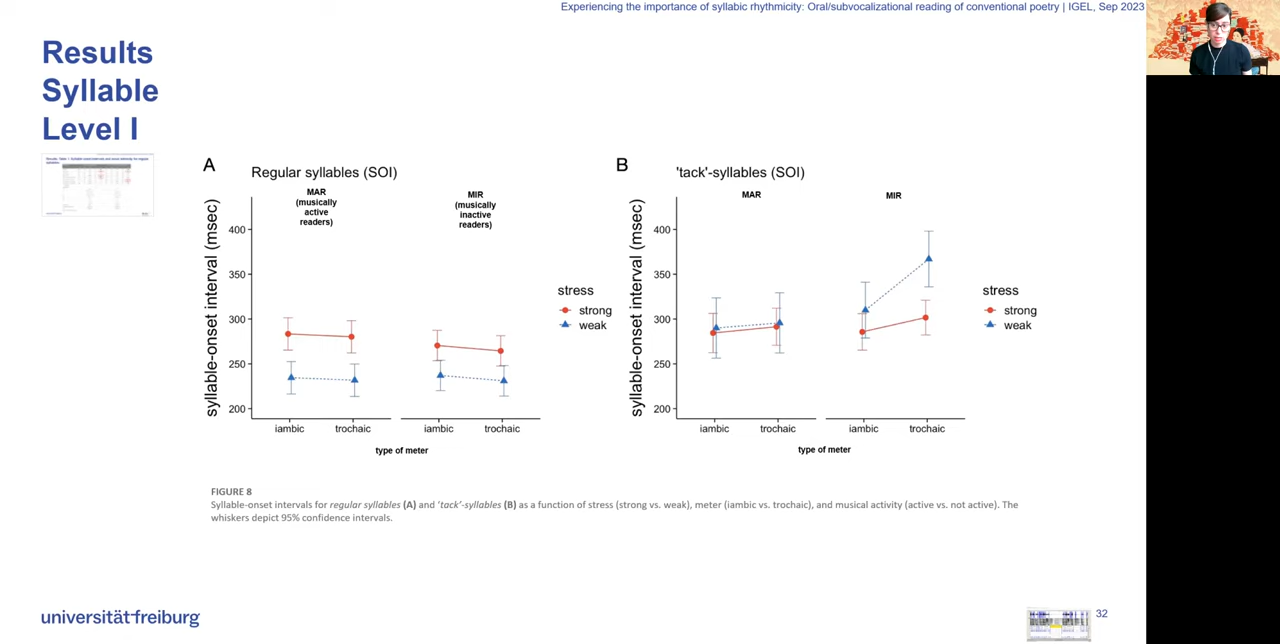 Experiencing the importance of syllabic rhythmicity: Oral/subvocalizational reading of conventional poetry | IGEL, Sep 2023
Results
Syllable
Level I
A
Regular syllables (SOI)
MAR
(musically
active
readers)
MIR
(musically
inactive
readers)
syllable-onset interval (msec)
400
350
300
250
200
iambic
trochaic
iambic
trochaic
type of meter
stress
strong
weak
B
'tack'-syllables (SOI)
MAR
MIR
syllable-onset interval (msec)
400
350
300
250
200
iambic
trochaic
iambic
trochaic
type of meter
stress
strong
weak
FIGURE 8
Syllable-onset intervals for regular syllables (A) and 'tack'-syllables (B) as a function of stress (strong vs. weak), meter (iambic vs. trochaic), and musical activity (active vs. not active). The
whiskers depict 95% confidence intervals.
universität freiburg
32